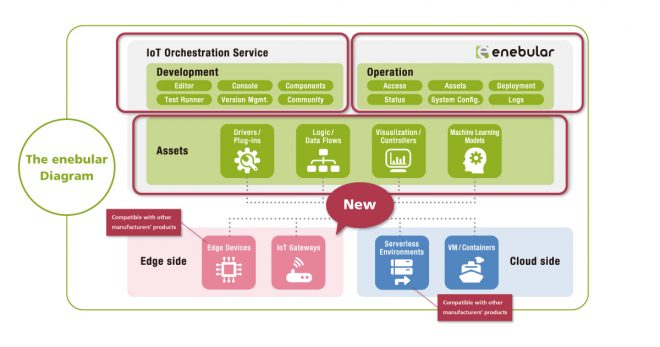 IoT Orchestration Service
enebular
Development
Editor
Console
Components
Test Runner
Version Mgmt.
Community
Operation
Access
Assets
Deployment
Status
System Config.
Logs
The enebular
Diagram
Assets
Drivers /
Plug-ins
Logic /
Data Flows
Visualization /
Controllers
Machine Learning
Models
New
Compatible with other
manufacturers' products
Edge side
Edge Devices
IoT Gateways
Serverless
Environments
VM / Containers
Cloud side
Compatible with other
manufacturers' products